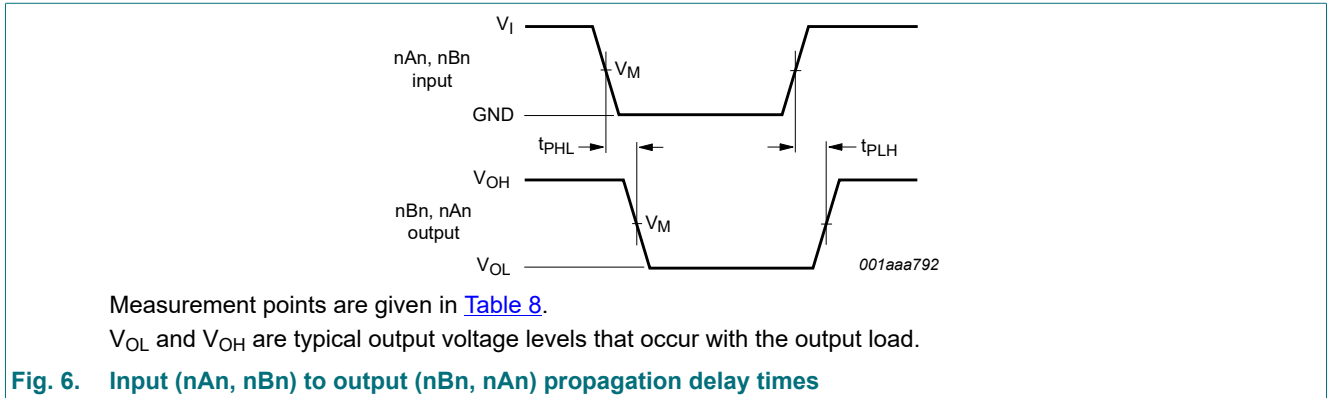 V_I
nAn, nBn
input
V_M
GND
t_PHL
t_PLH
V_OH
nBn, nAn
output
V_M
V_OL
001aaa792
Measurement points are given in Table 8.
V_OL and V_OH are typical output voltage levels that occur with the output load.
Fig. 6. Input (nAn, nBn) to output (nBn, nAn) propagation delay times